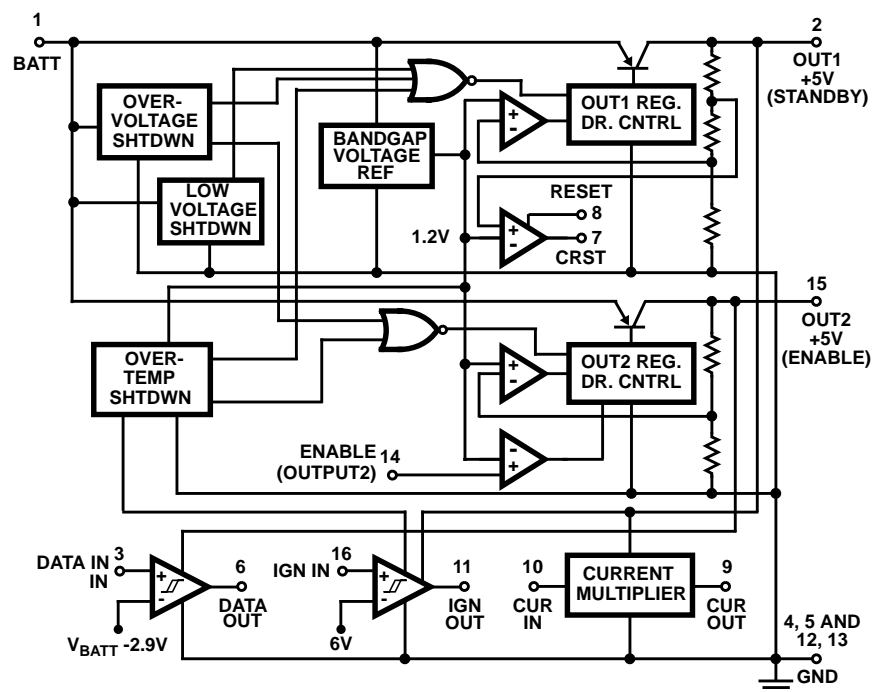 1
BATT
2
OUT1
+5V
(STANDBY)
OVER-
VOLTAGE
SHTDWN
LOW
VOLTAGE
SHTDWN
BANDGAP
VOLTAGE
REF
+
-
OUT1 REG.
DR. CNTRL
1.2V
+
-
RESET
8
7
CRST
15
OUT2
+5V
(ENABLE)
OVER-
TEMP
SHTDWN
+
-
OUT2 REG.
DR. CNTRL
ENABLE
(OUTPUT2)
14
-
+
DATA IN
IN
3
+
-
6
DATA
OUT
VBATT -2.9V
IGN IN
16
+
-
11
IGN
OUT
6V
10
CUR
IN
CURRENT
MULTIPLIER
9
CUR
OUT
4, 5 AND
12, 13
GND